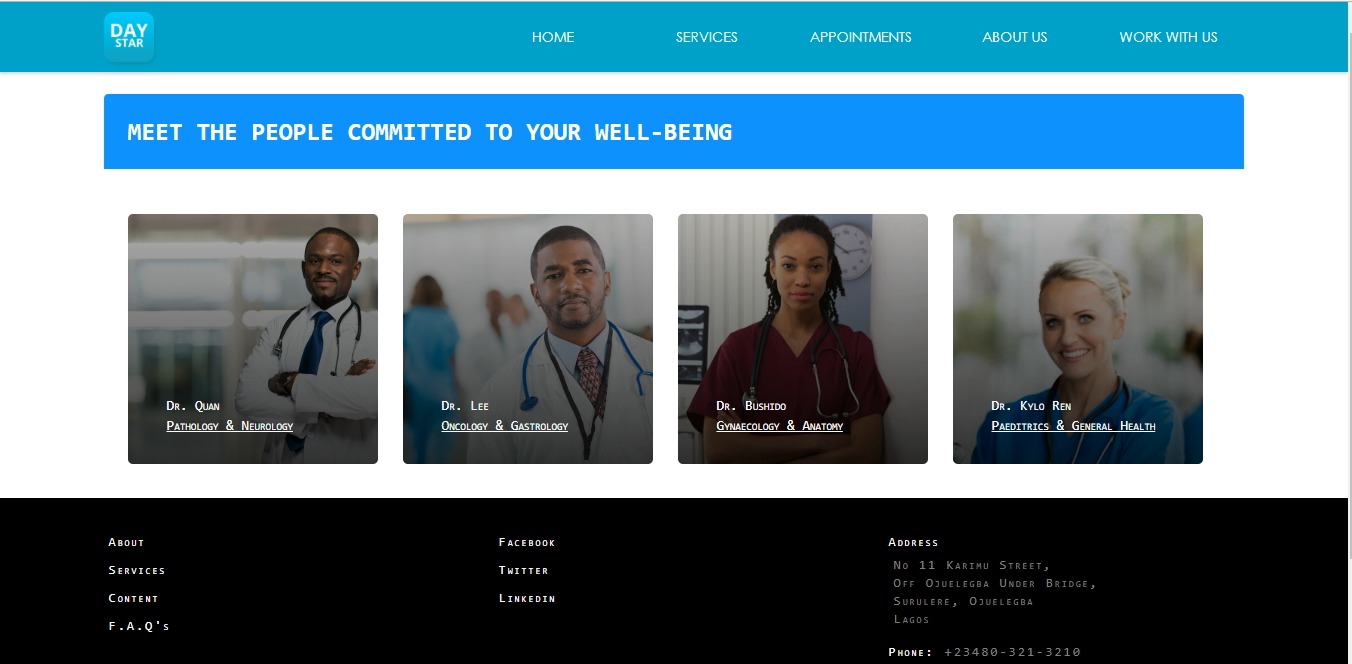 DAY
STAR
HOME SERVICES APPOINTMENTS ABOUT US WORK WITH US
MEET THE PEOPLE COMMITTED TO YOUR WELL-BEING
Dr. Quan
Pathology & Neurology
Dr. Lee
Oncology & Gastrology
Dr. Bushido
Gynaecology & Anatomy
Dr. Kylo Ren
Paeditrics & General Health
About
Services
Content
F.A.Q's
Facebook
Twitter
Linkedin
Address
No 11 Karimu Street,
Off Ojuelegba Under Bridge,
Surulere, Ojuelegba
Lagos
Phone: +23480-321-3210